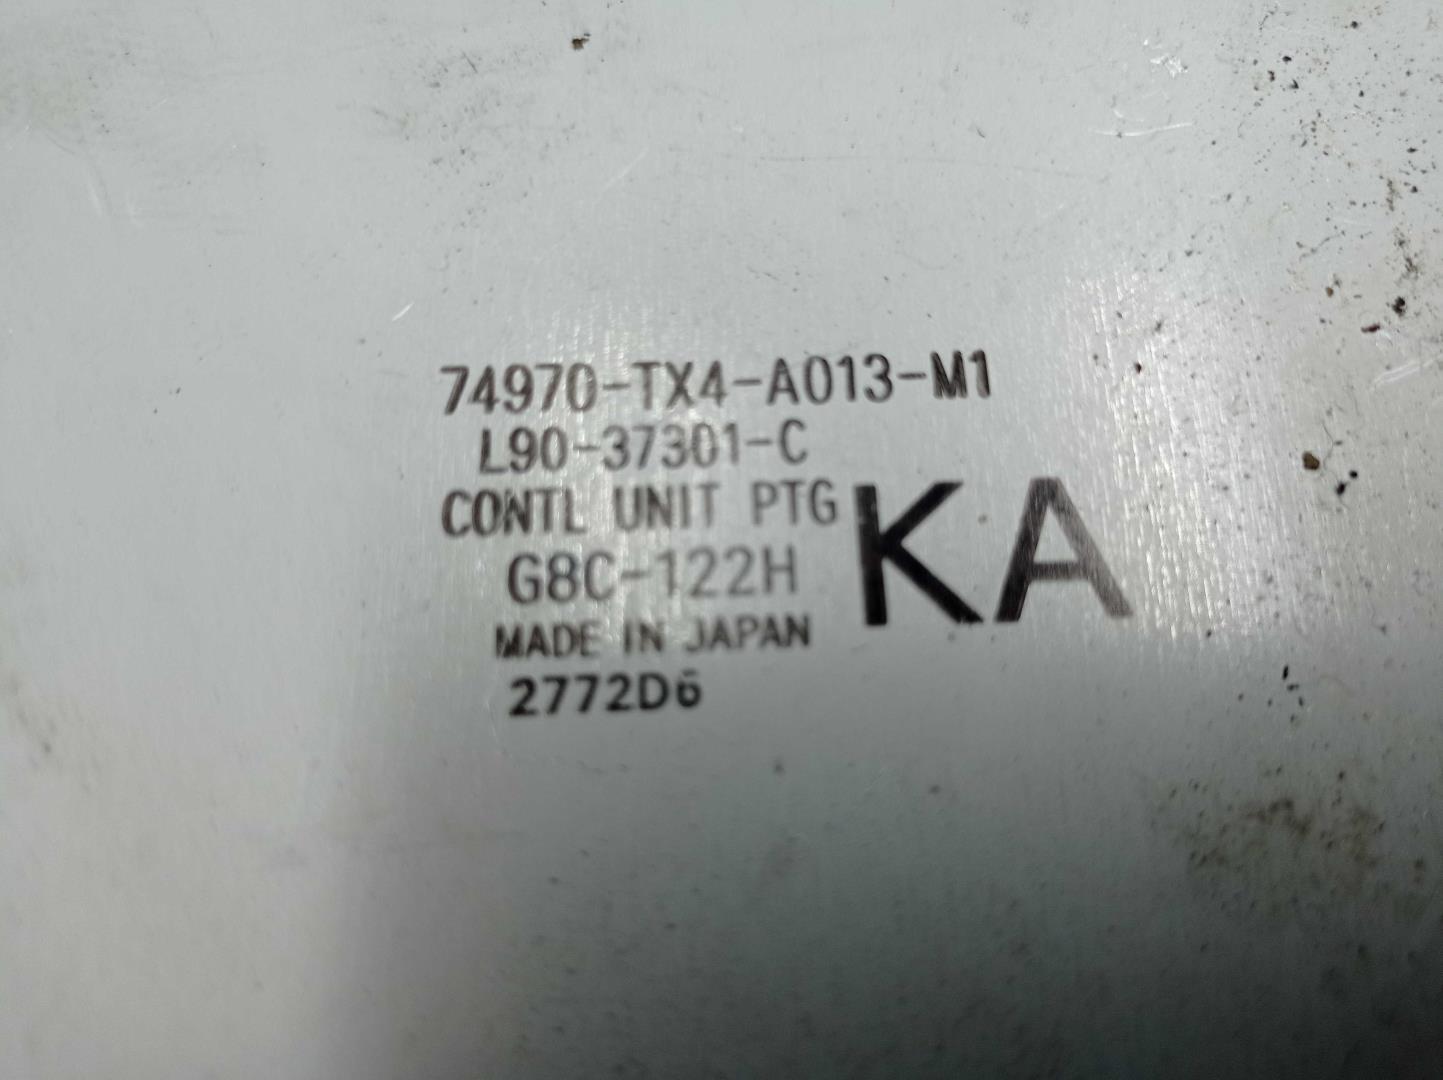 74970-TX4-A013-M1
L90-37301-C
CONTL UNIT PTG
G8C-122H
KA
MADE IN JAPAN
2772D6